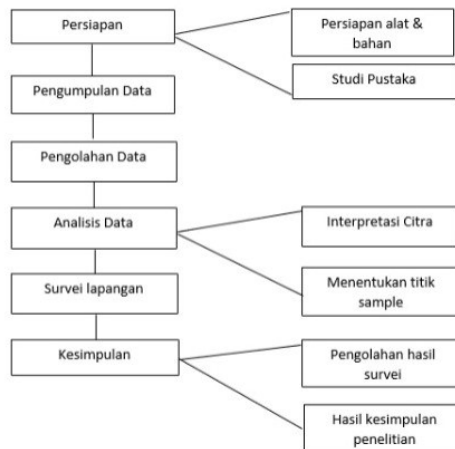 Persiapan
Persiapan alat &
bahan
Studi Pustaka
Pengumpulan Data
Pengolahan Data
Analisis Data
Interpretasi Citra
Menentukan titik
sample
Survei lapangan
Kesimpulan
Pengolahan hasil
survei
Hasil kesimpulan
penelitian